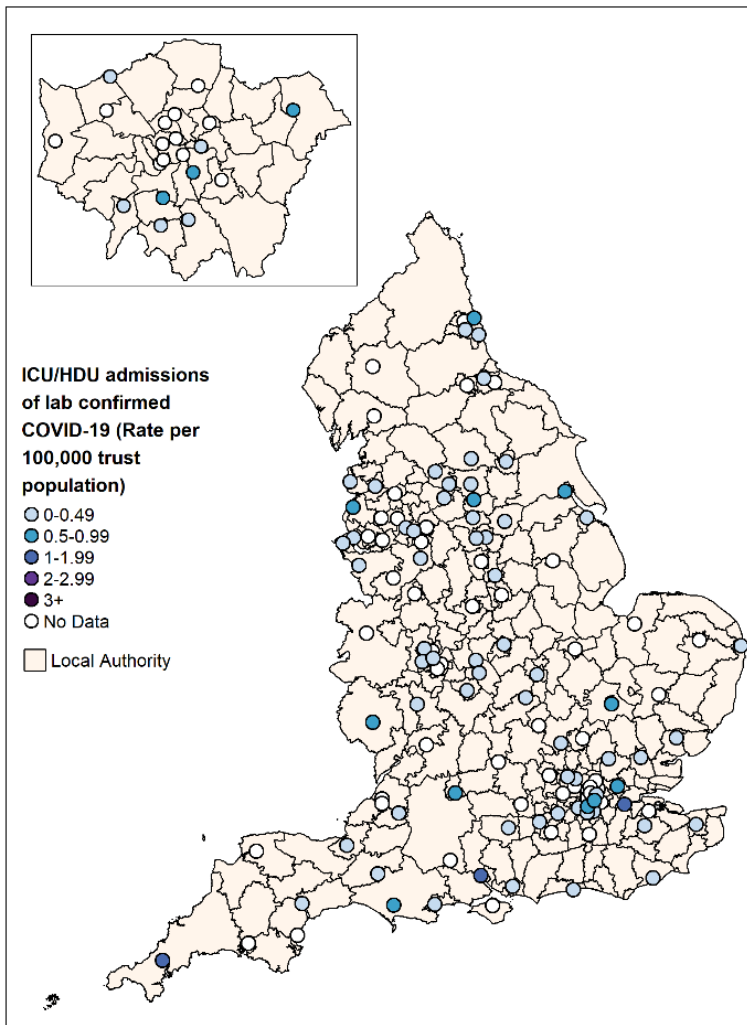 ICU/HDU admissions
of lab confirmed
COVID-19 (Rate per
100,000 trust
population)
0-0.49
0.5-0.99
1-1.99
2-2.99
3+
No Data
Local Authority